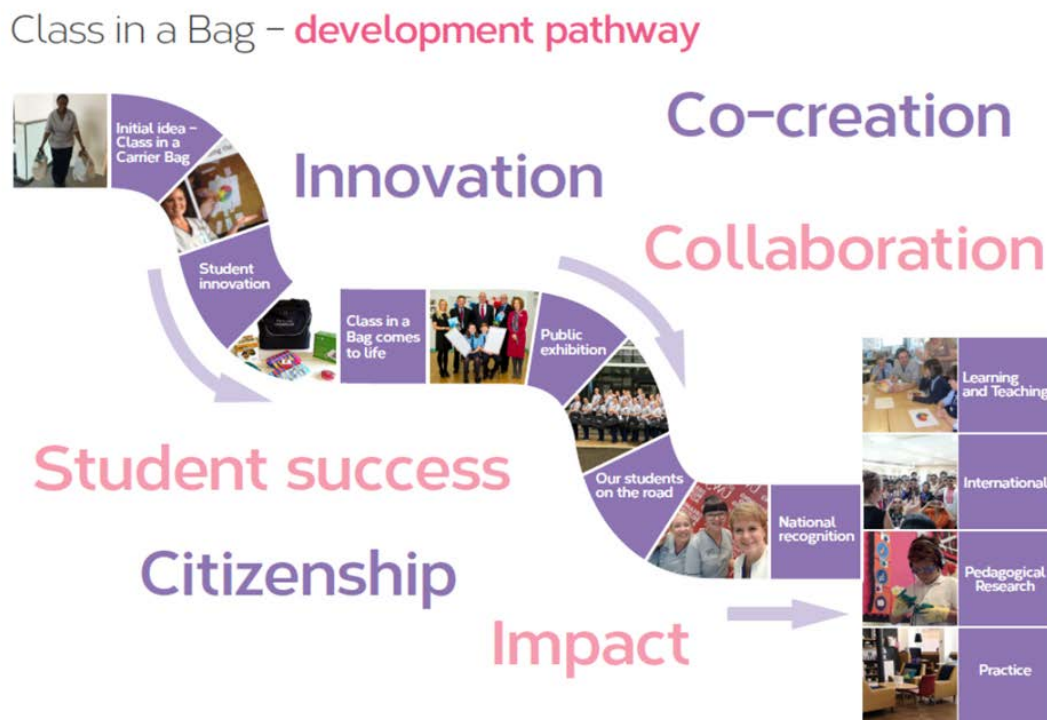 Class in a Bag – development pathway
Co-creation
Initial idea –
Class in a
Carrier Bag
Innovation
Collaboration
Student
innovation
Class in a
Bag comes
to life
Public
exhibition
Learning
and Teaching
Student success
Our students
on the road
International
National
recognition
Citizenship
Pedagogical
Research
Impact
Practice